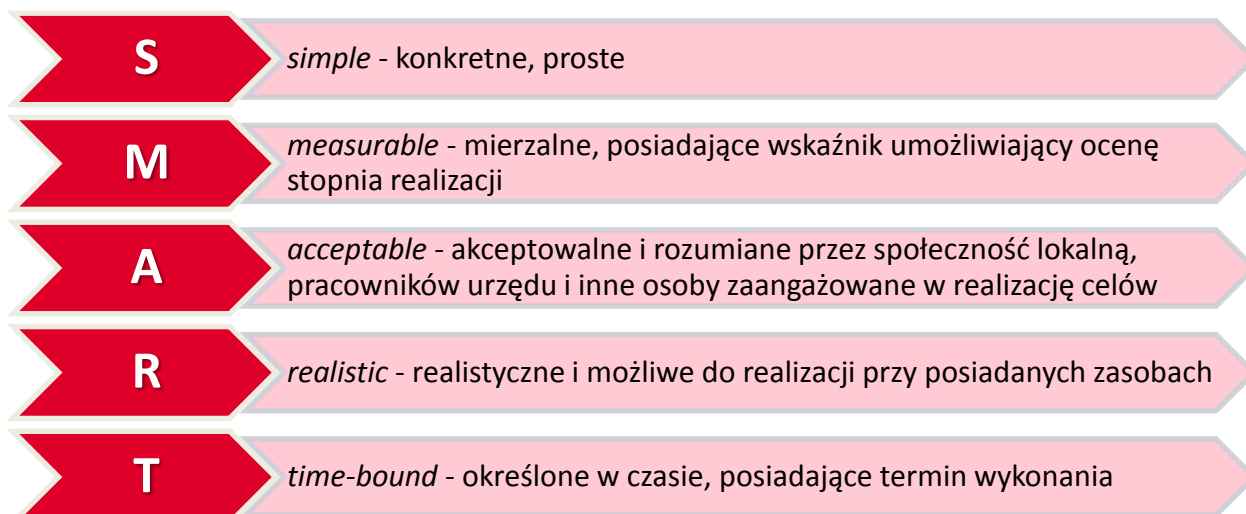 S
simple - konkretne, proste
M
measurable - mierzalne, posiadające wskaźnik umożliwiający ocenę
stopnia realizacji
A
acceptable - akceptowalne i rozumiane przez społeczność lokalną,
pracowników urzędu i inne osoby zaangażowane w realizację celów
R
realistic - realistyczne i możliwe do realizacji przy posiadanych zasobach
T
time-bound - określone w czasie, posiadające termin wykonania